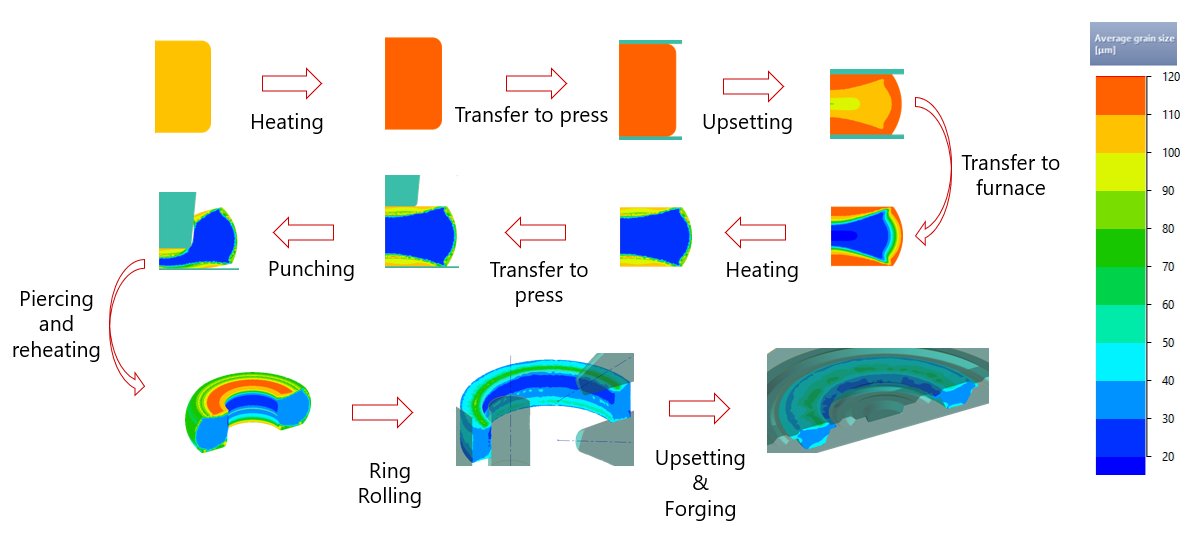 Average grain size
[µm]
Heating
Transfer to press
Upsetting
Transfer to
furnace
Heating
Transfer to
press
Punching
Piercing
and
reheating
Ring
Rolling
Upsetting
&
Forging
120
110
100
90
80
70
60
50
40
30
20